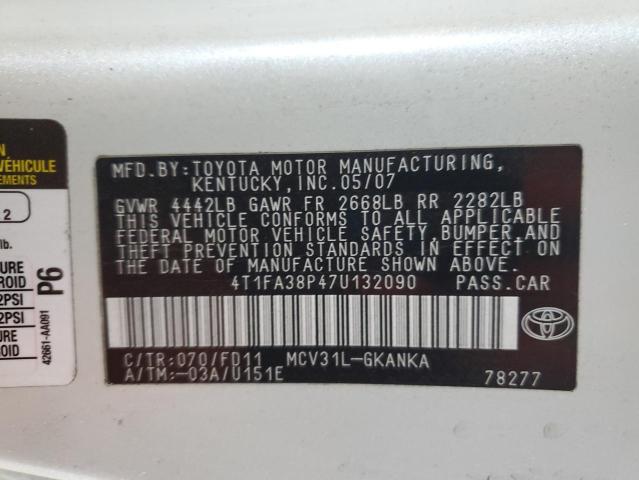 N
VÉHICULE
EMENTS
2
lb.
URE
ROID
2PSI
2PSI
URE
ROID
P6
42661-AA091
MFD.BY:TOYOTA MOTOR MANUFACTURING,
KENTUCKY,INC.05/07
GVWR 4442LB GAWR FR 2668LB RR 2282LB
THIS VEHICLE CONFORMS TO ALL APPLICABLE
FEDERAL MOTOR VEHICLE SAFETY, BUMPER, AND
THEFT PREVENTION STANDARDS IN EFFECT ON
THE DATE OF MANUFACTURE SHOWN ABOVE.
4T1FA38P47U132090 PASS.CAR
C/TR:070/FD11 MCV31L-GKANKA
A/TM:-03A/U151E
78277
TOYOTA